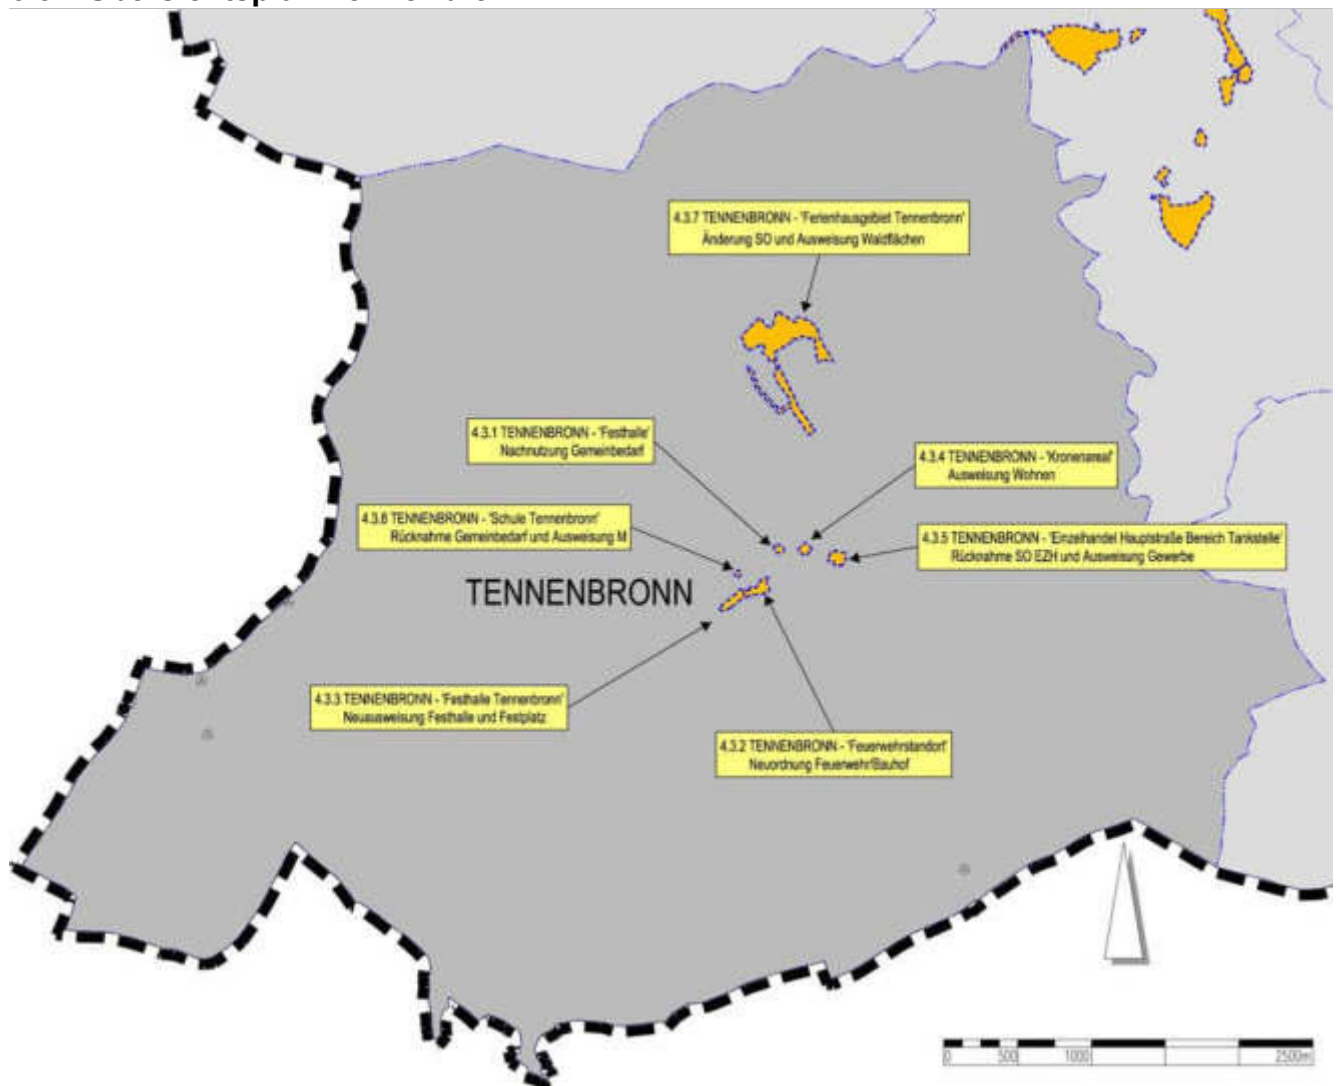 4.3.7 TENNENBRONN - 'Ferienhausgebiet Tennenbronn'
Änderung SO und Ausweisung Waldflächen
4.3.1 TENNENBRONN - 'Festhalle'
Nachnutzung Gemeinbedarf
4.3.4 TENNENBRONN - 'Kronenareal'
Ausweisung Wohnen
4.3.6 TENNENBRONN - 'Schule Tennenbronn'
Rücknahme Gemeinbedarf und Ausweisung M
4.3.5 TENNENBRONN - 'Einzelhandel Hauptstraße Bereich Tankstelle'
Rücknahme SO EZH und Ausweisung Gewerbe
TENNENBRONN
4.3.3 TENNENBRONN - 'Festhalle Tennenbronn'
Neuausweisung Festhalle und Festplatz
4.3.2 TENNENBRONN - 'Feuerwehrstandorf'
Neuordnung Feuerwehr/Bauhof
0 500 1000 2500m